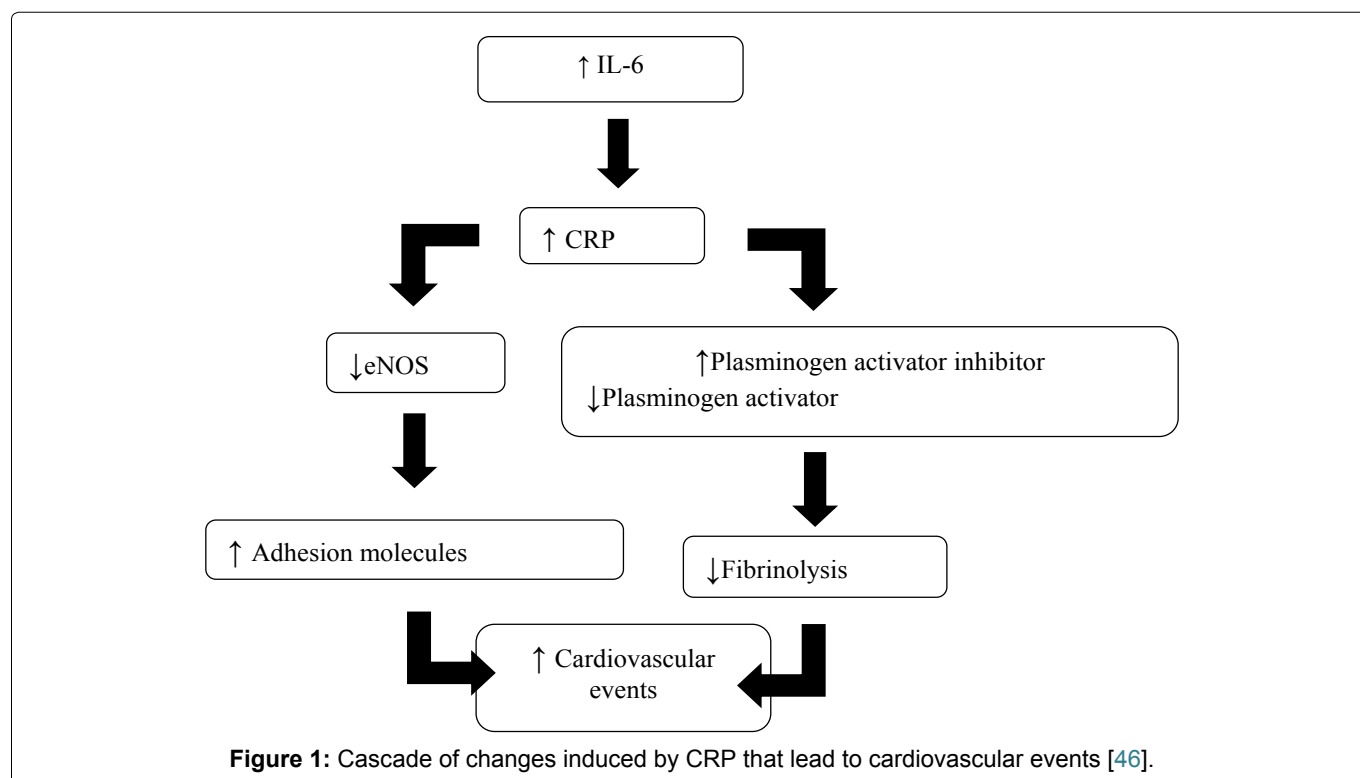 ↑ IL-6
↑ CRP
↓eNOS
↑Plasminogen activator inhibitor
↓Plasminogen activator
↑ Adhesion molecules
↓Fibrinolysis
↑ Cardiovascular
events
Figure 1: Cascade of changes induced by CRP that lead to cardiovascular events [46].